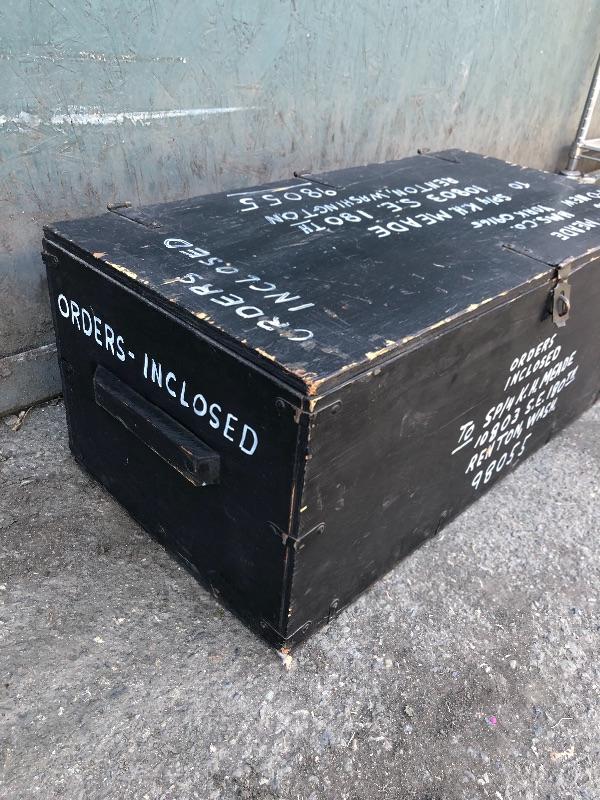 98055
RENTON, WASHINGTON
10803 S.E. 180TH
SP/4 K.H. MEADE
TO
MEADE
ORDERS
INCLOSED
ORDERS-INCLOSED
ORDERS
INCLOSED
TO SP/4 K.H. MEADE
10803 S.E. 180TH
RENTON WASH.
98055